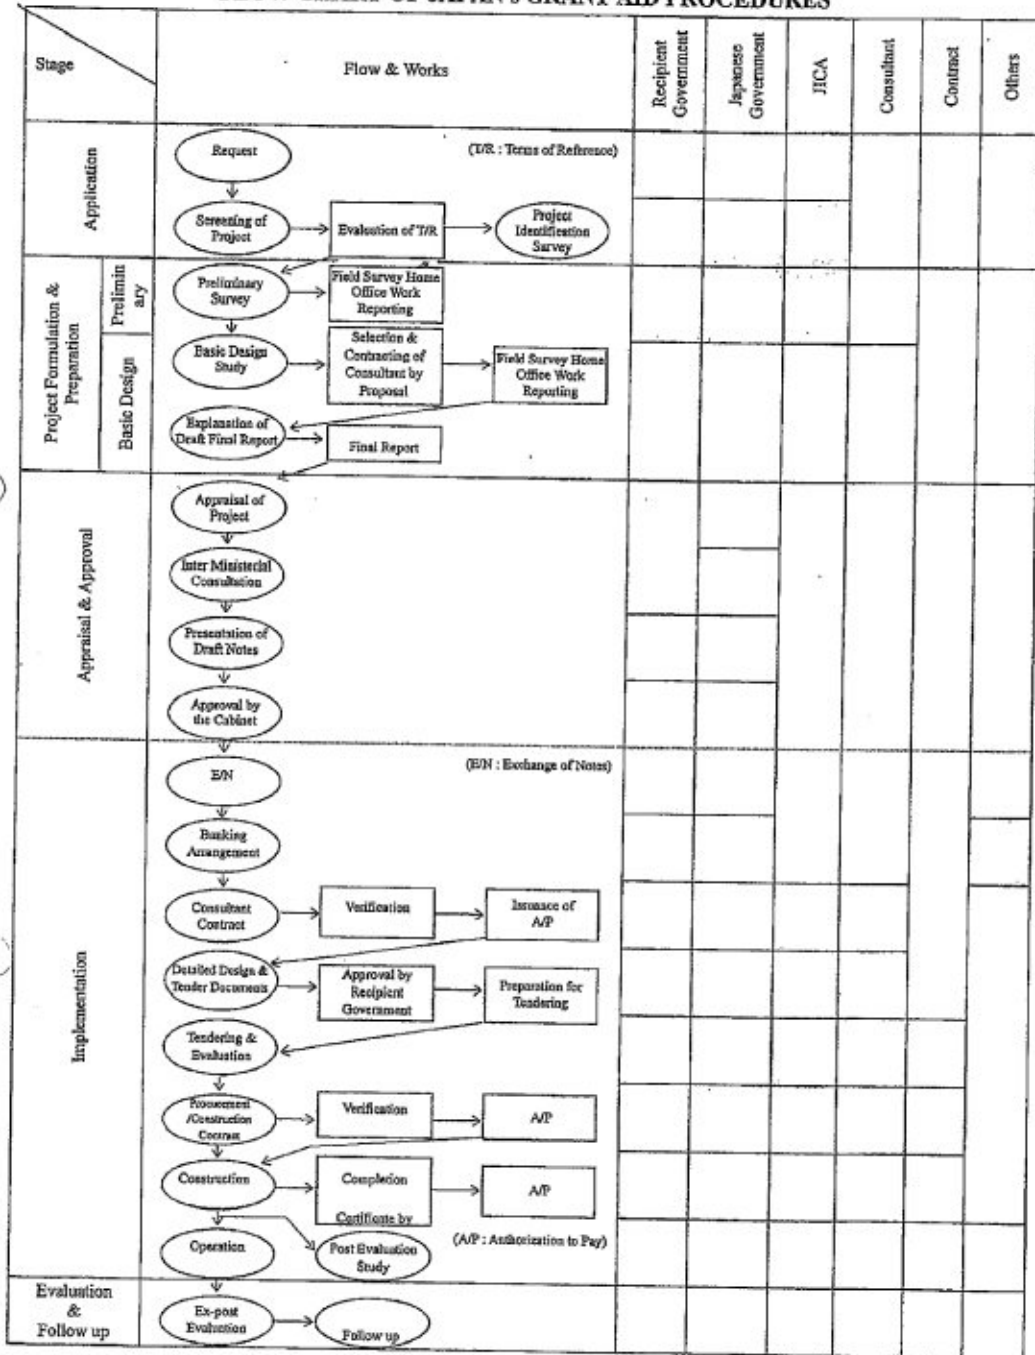 OF JAPAN'S GRANT AID PROCEDURES
Stage
Flow & Works
Recipient
Government
Japanese
Government
JICA
Consultant
Contract
Others
Application
Request
(T/R : Terms of Reference)
Screening of
Project
Evaluation of T/R
Project
Identification
Survey
Project Formulation &
Preparation
Prelimin
ary
Preliminary
Survey
Field Survey Home
Office Work
Reporting
Basic Design
Basic Design
Study
Selection &
Contracting of
Consultant by
Proposal
Field Survey Home
Office Work
Reporting
Explanation of
Draft Final Report
Final Report
Appraisal & Approval
Appraisal of
Project
Inter Ministerial
Consultation
Presentation of
Draft Notes
Approval by
the Cabinet
Implementation
E/N
(E/N : Exchange of Notes)
Banking
Arrangement
Consultant
Contract
Verification
Issuance of
A/P
Detailed Design &
Tender Documents
Approval by
Recipient
Government
Preparation for
Tendering
Tendering &
Evaluation
Procurement
/Construction
Contract
Verification
A/P
Construction
Completion
Certificate by
A/P
Operation
Post Evaluation
Study
(A/P : Authorization to Pay)
Evaluation
&
Follow up
Ex-post
Evaluation
Follow up